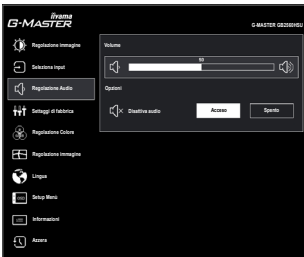 iiyama
G-MASTER
G-MASTER GB2560HSU
Regolazione immagine
Seleziona input
Regolazione Audio
Settaggi di fabbrica
Regolazione Colore
Regolazione immagine
Lingua
Setup Menù
Informazioni
Azzera
Volume
50
Opzioni
Disattiva audio
Acceso
Spento